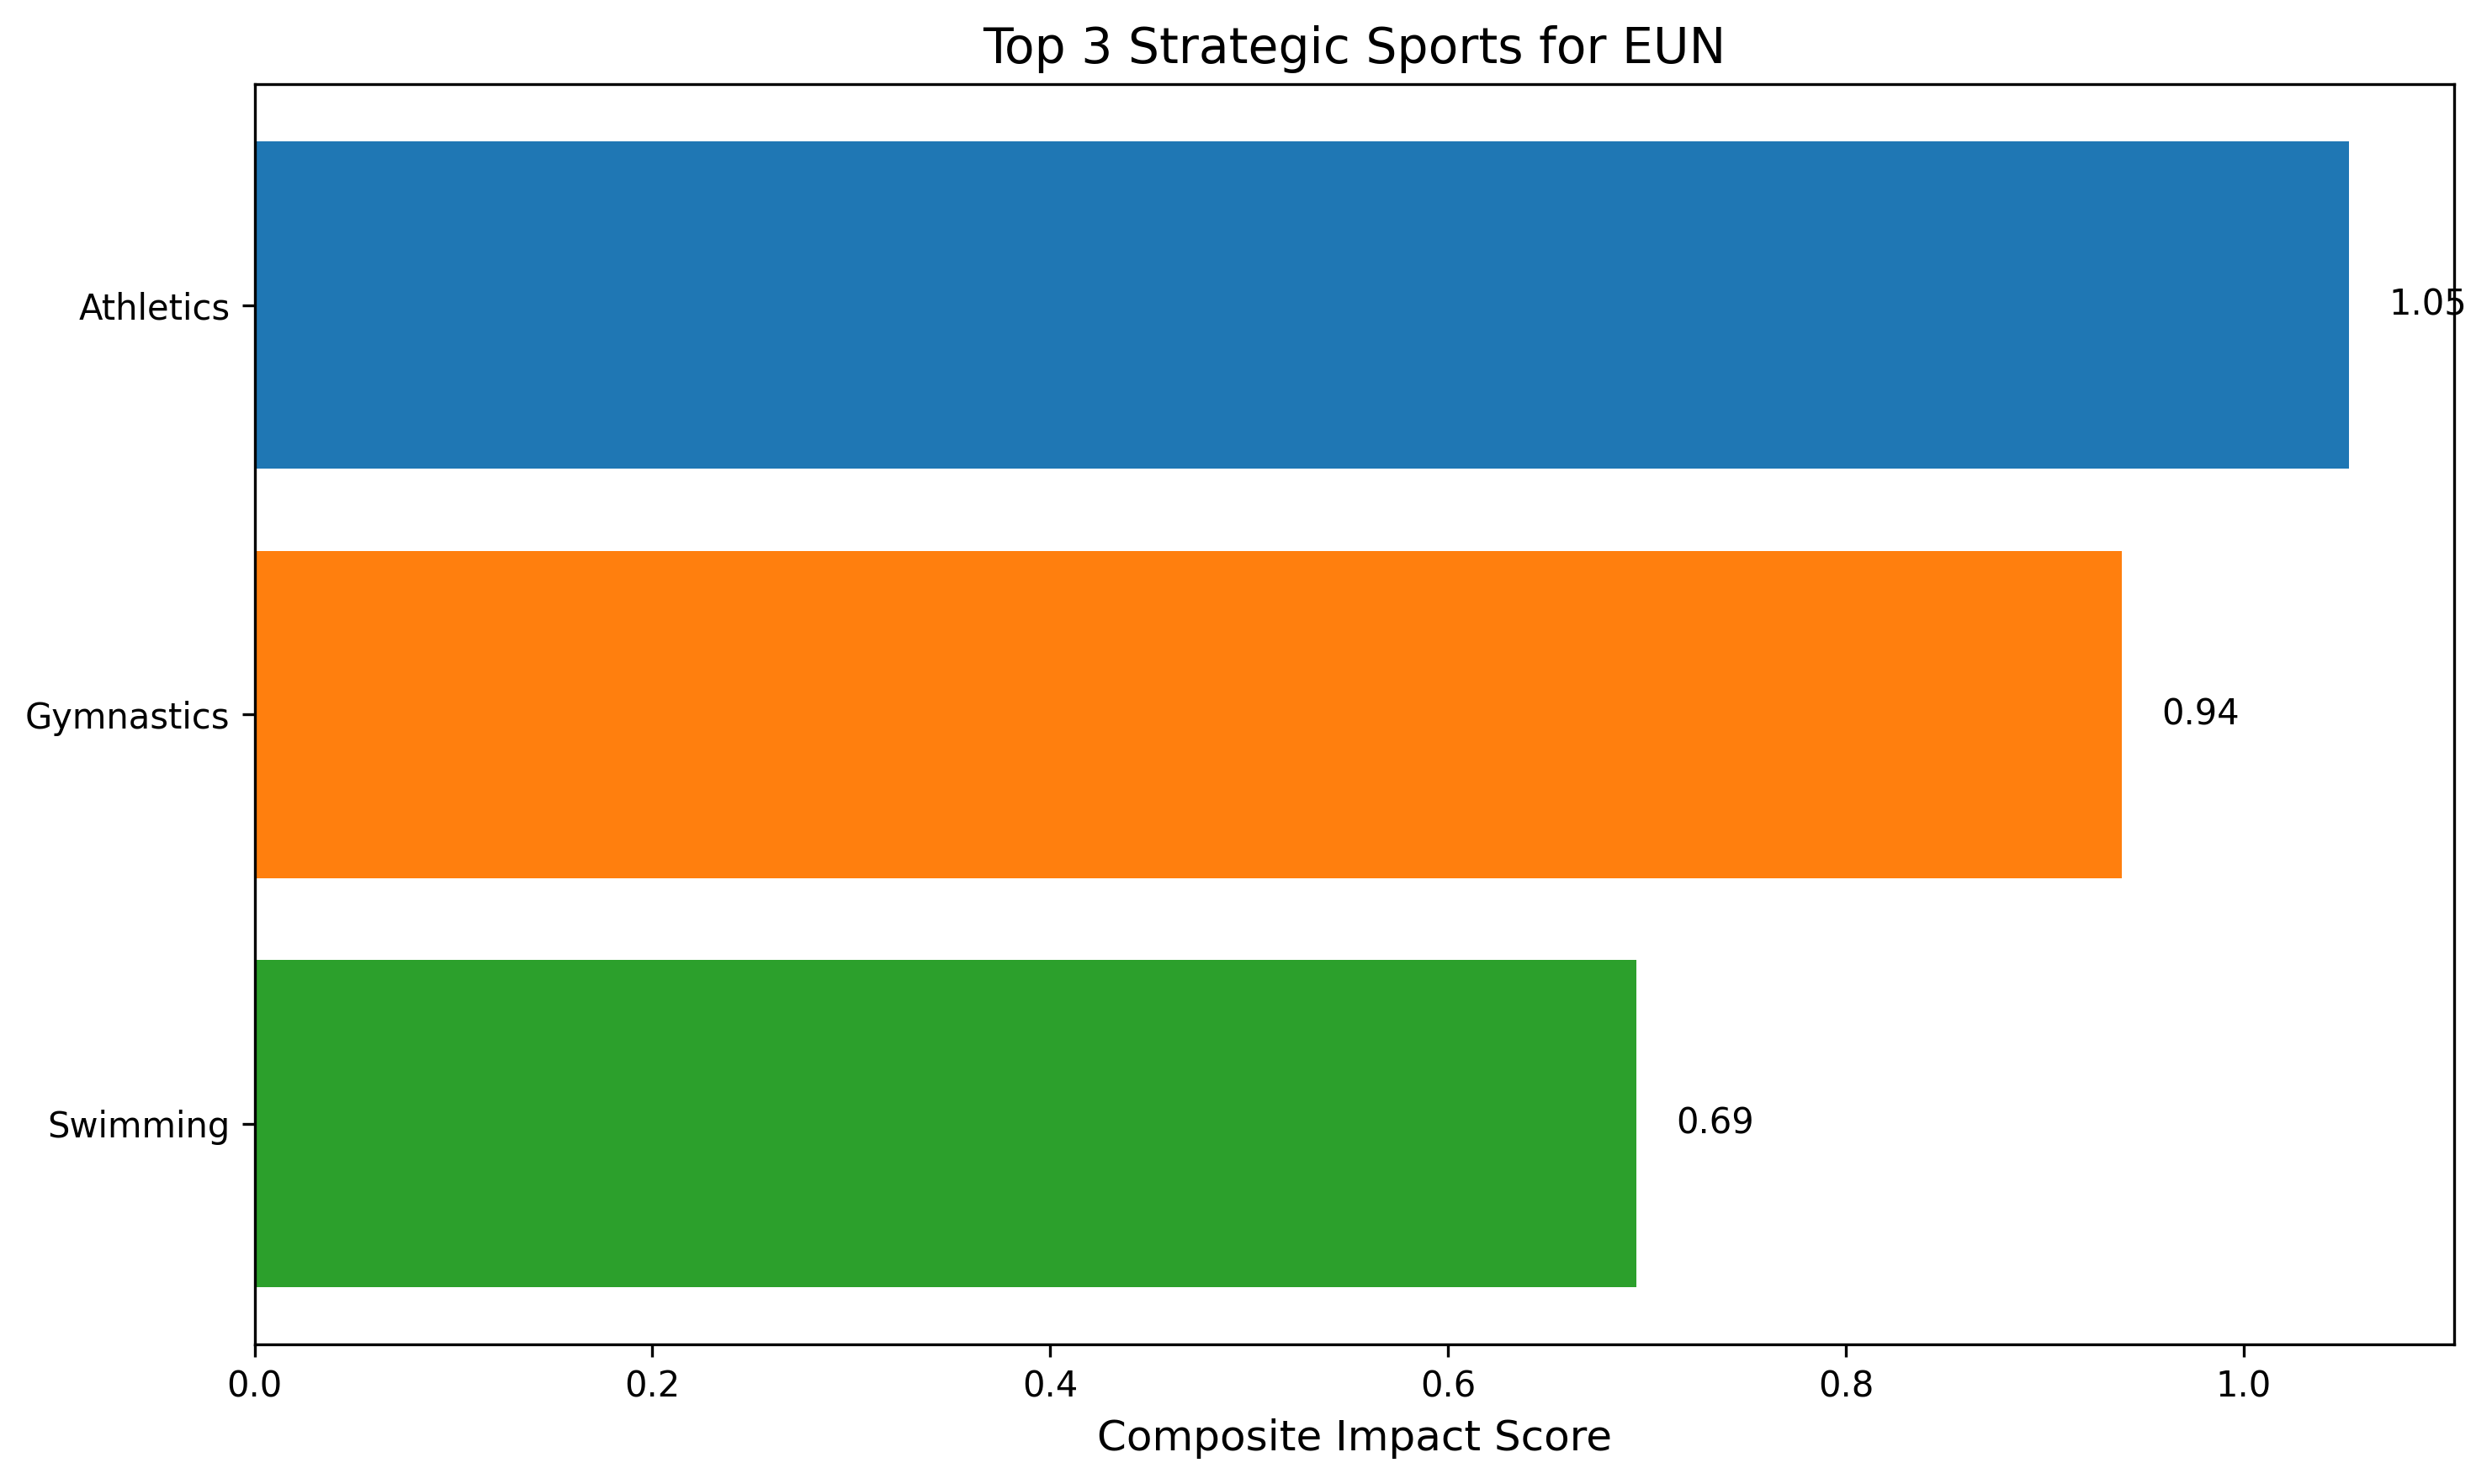 Top 3 Strategic Sports for EUN
Athletics
1.05
Gymnastics
0.94
Swimming
0.69
0.0 0.2 0.4 0.6 0.8 1.0
Composite Impact Score